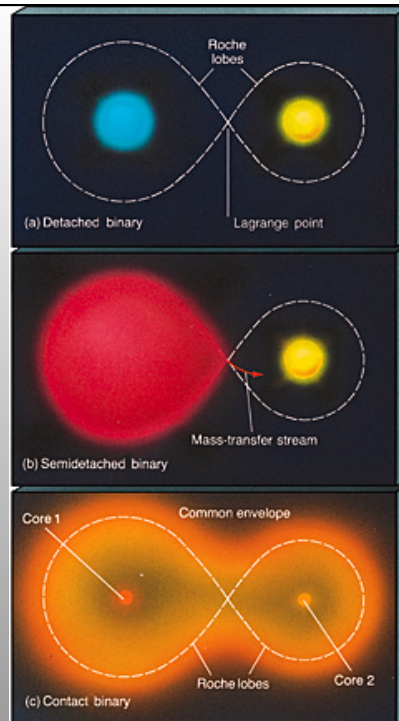 Roche
lobes
(a) Detached binary
Lagrange point
Mass-transfer stream
(b) Semidetached binary
Core 1
Common envelope
Roche lobes
Core 2
(c) Contact binary